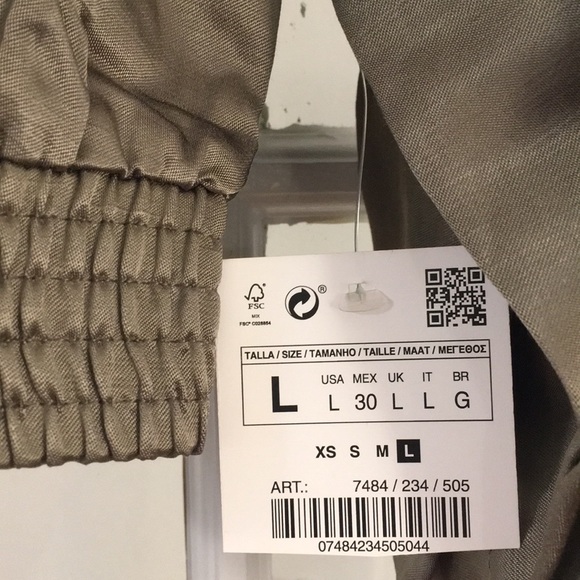 FSC
MIX
FSC® C028854
®
TALLA / SIZE / TAMANHO / TAILLE / MAAT / ΜΕΓΕΘΟΣ
L
USA MEX UK IT BR
L 30 L L G
XS S M L
ART.: 7484 / 234 / 505
07484234505044